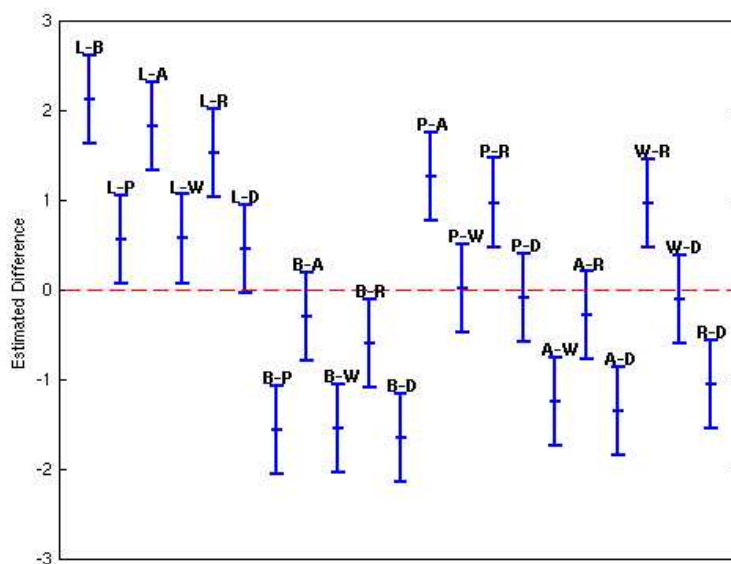 3
L-B
L-A
2
L-R
P-A
P-R
W-R
L-P
L-W
1
L-D
P-W
P-D
W-D
B-A
A-R
0
B-R
R-D
A-W
A-D
-1
B-P
B-W
B-D
-2
-3
Estimated Difference